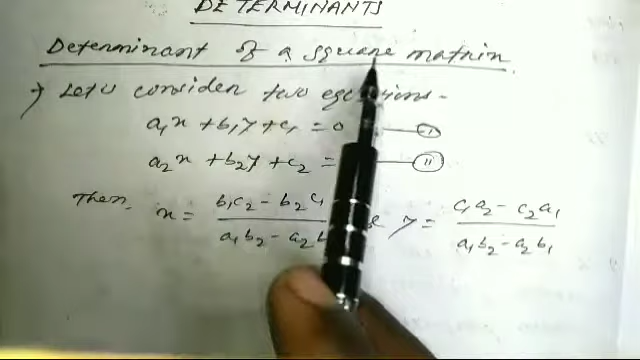 DETERMINANTS
Determinant of a square matrix
→ Let's consider two equations-
a₁x + b₁y + c₁ = 0 — (i)
a₂x + b₂y + c₂ = — (ii)
Then, x = (b₁c₂ - b₂c₁)/(a₁b₂ - a₂b y = (c₁a₂ - c₂a₁)/(a₁b₂ - a₂b₁)